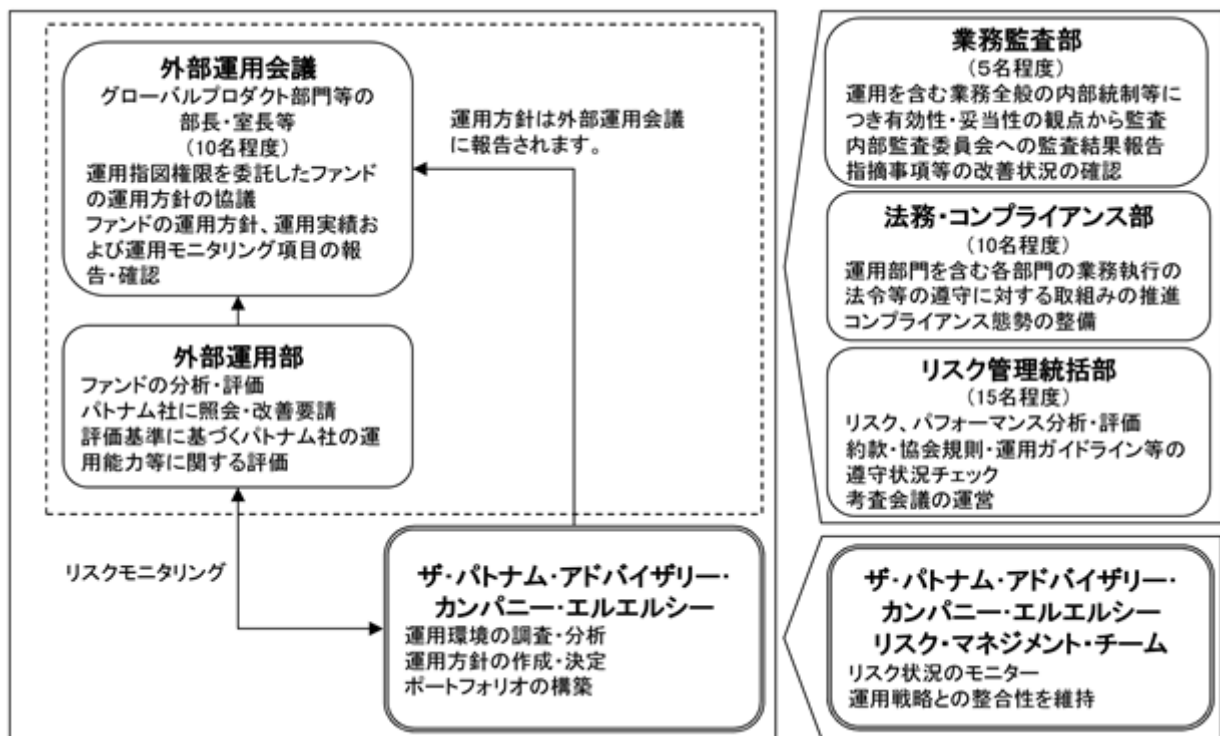 外部運用会議
グローバルプロダクト部門等の
部長・室長等
(10名程度)
運用指図権限を委託したファンド
の運用方針の協議
ファンドの運用方針、運用実績お
よび運用モニタリング項目の報
告・確認
運用方針は外部運用会議
に報告されます。
外部運用部
ファンドの分析・評価
パトナム社に照会・改善要請
評価基準に基づくパトナム社の運
用能力等に関する評価
リスクモニタリング
ザ・パトナム・アドバイザリー・
カンパニー・エルエルシー
運用環境の調査・分析
運用方針の作成・決定
ポートフォリオの構築
業務監査部
(5名程度)
運用を含む業務全般の内部統制等に
つき有効性・妥当性の観点から監査
内部監査委員会への監査結果報告
指摘事項等の改善状況の確認
法務・コンプライアンス部
(10名程度)
運用部門を含む各部門の業務執行の
法令等の遵守に対する取組みの推進
コンプライアンス態勢の整備
リスク管理統括部
(15名程度)
リスク、パフォーマンス分析・評価
約款・協会規則・運用ガイドライン等の
遵守状況チェック
考査会議の運営
ザ・パトナム・アドバイザリー・
カンパニー・エルエルシー
リスク・マネジメント・チーム
リスク状況のモニター
運用戦略との整合性を維持